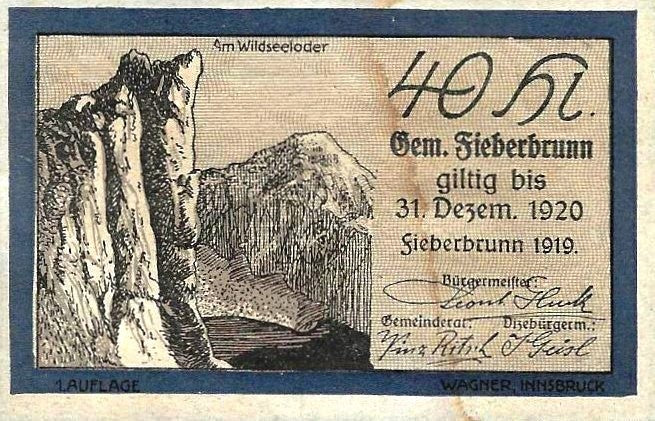 Am Wildseeloder
40 Hl.
Gem. Fieberbrunn
giltig bis
31. Dezem. 1920
Fieberbrunn 1919.
Bürgermeister:
Gemeinderat: Vizebürgerm.:
1. AUFLAGE
WAGNER, INNSBRUCK